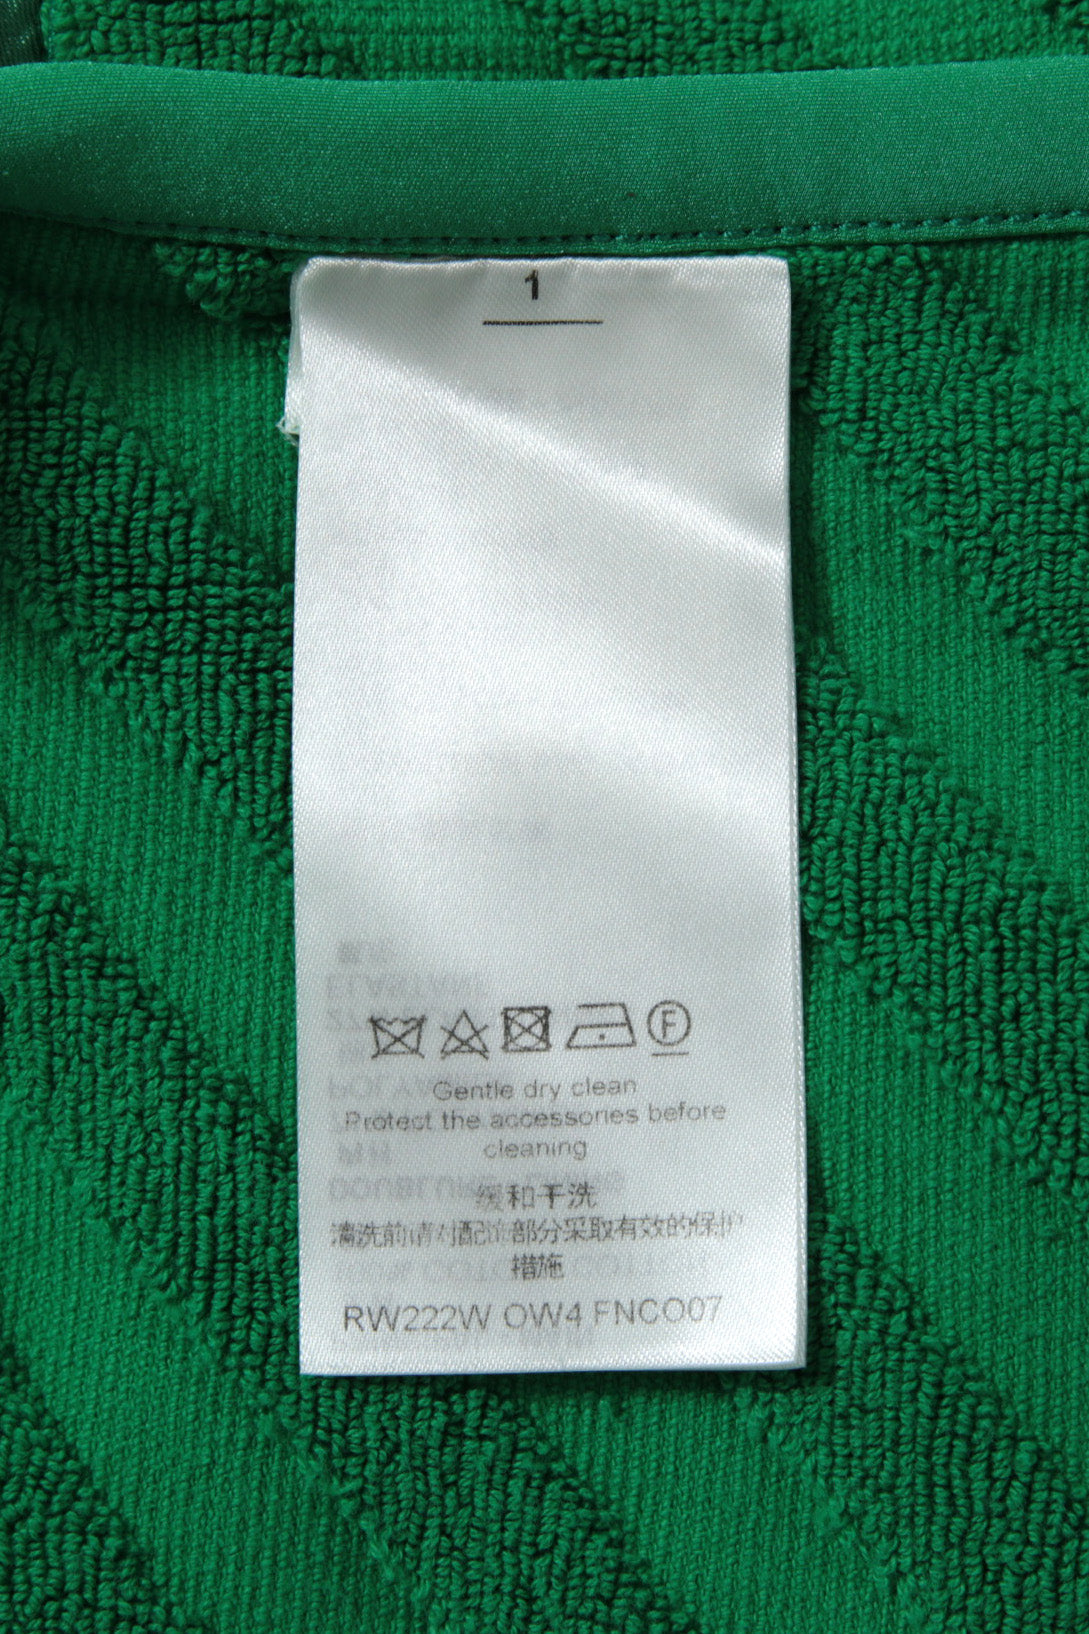 1
F
Gentle dry clean
Protect the accessories before
cleaning
缓和干洗
清洗前请对配饰部分采取有效的保护
措施
RW222W OW4 FNCO07
ELASTANE